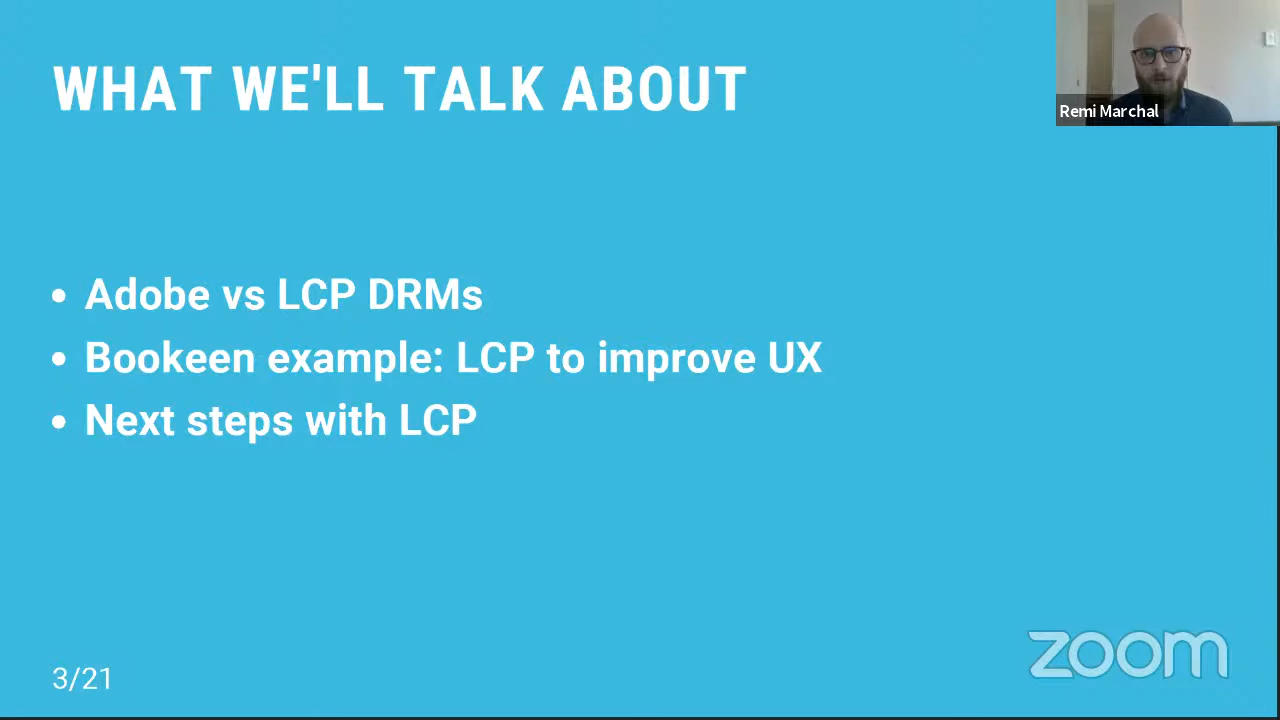 WHAT WE'LL TALK ABOUT
Remi Marchal
• Adobe vs LCP DRMs
• Bookeen example: LCP to improve UX
• Next steps with LCP
3/21
zoom